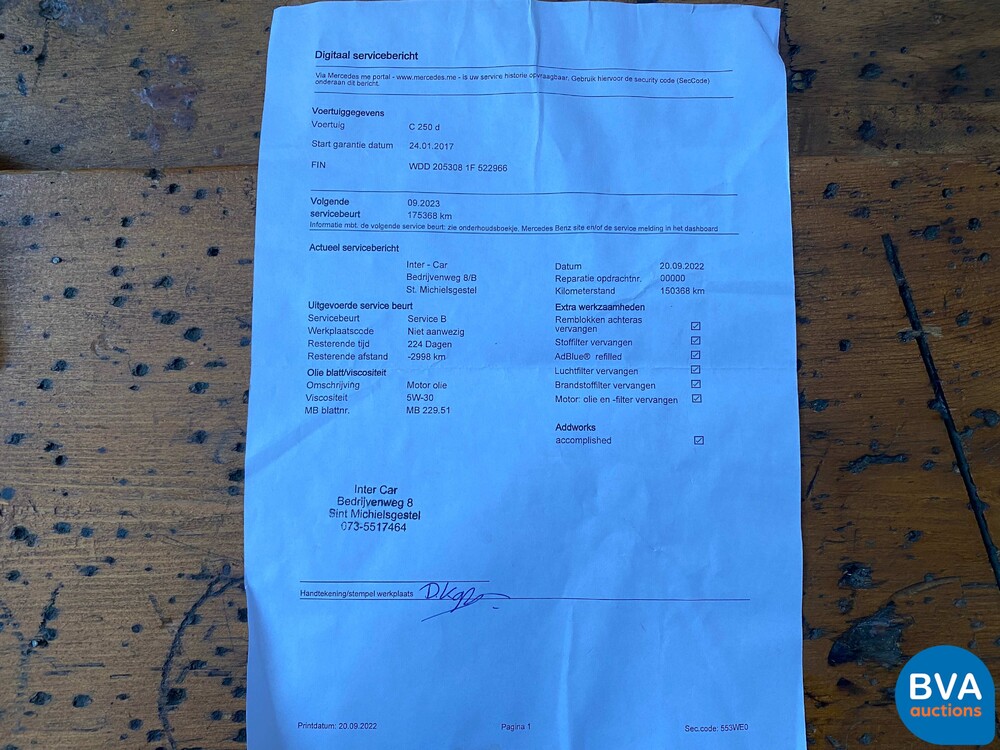 Digitaal servicebericht
Via Mercedes me portal - www.mercedes.me - is uw service historie opvraagbaar, Gebruik hiervoor de security code (SecCode)
onderaan dit bericht.
Voertuiggegevens
Voertuig C 250 d
Start garantie datum 24.01.2017
FIN WDD 205308 1F 522966
Volgende 09.2023
servicebeurt 175368 km
Informatie mbt. de volgende service beurt: zie onderhoudsboekje, Mercedes Benz site en/of de service melding in het dashboard
Actueel servicebericht
Inter - Car
Bedrijvenweg 8/B
St. Michielsgestel
Datum 20.09.2022
Reparatie opdrachtnr. 00000
Kilometerstand 150368 km
Uitgevoerde service beurt
Servicebeurt Service B
Werkplaatscode Niet aanwezig
Resterende tijd 224 Dagen
Resterende afstand -2998 km
Olie blatt/viscositeit
Omschrijving Motor olie
Viscositeit 5W-30
MB blattnr. MB 229.51
Extra werkzaamheden
Remblokken achteras
vervangen
Stoffilter vervangen
AdBlue® refilled
Luchtfilter vervangen
Brandstoffilter vervangen
Motor: olie en -filter vervangen
Addworks
accomplished
Inter Car
Bedrijvenweg 8
Sint Michielsgestel
073-5517464
Handtekening/stempel werkplaats
Printdatum: 20.09.2022 Pagina 1 Sec.code: 553WE0
BVA
auctions